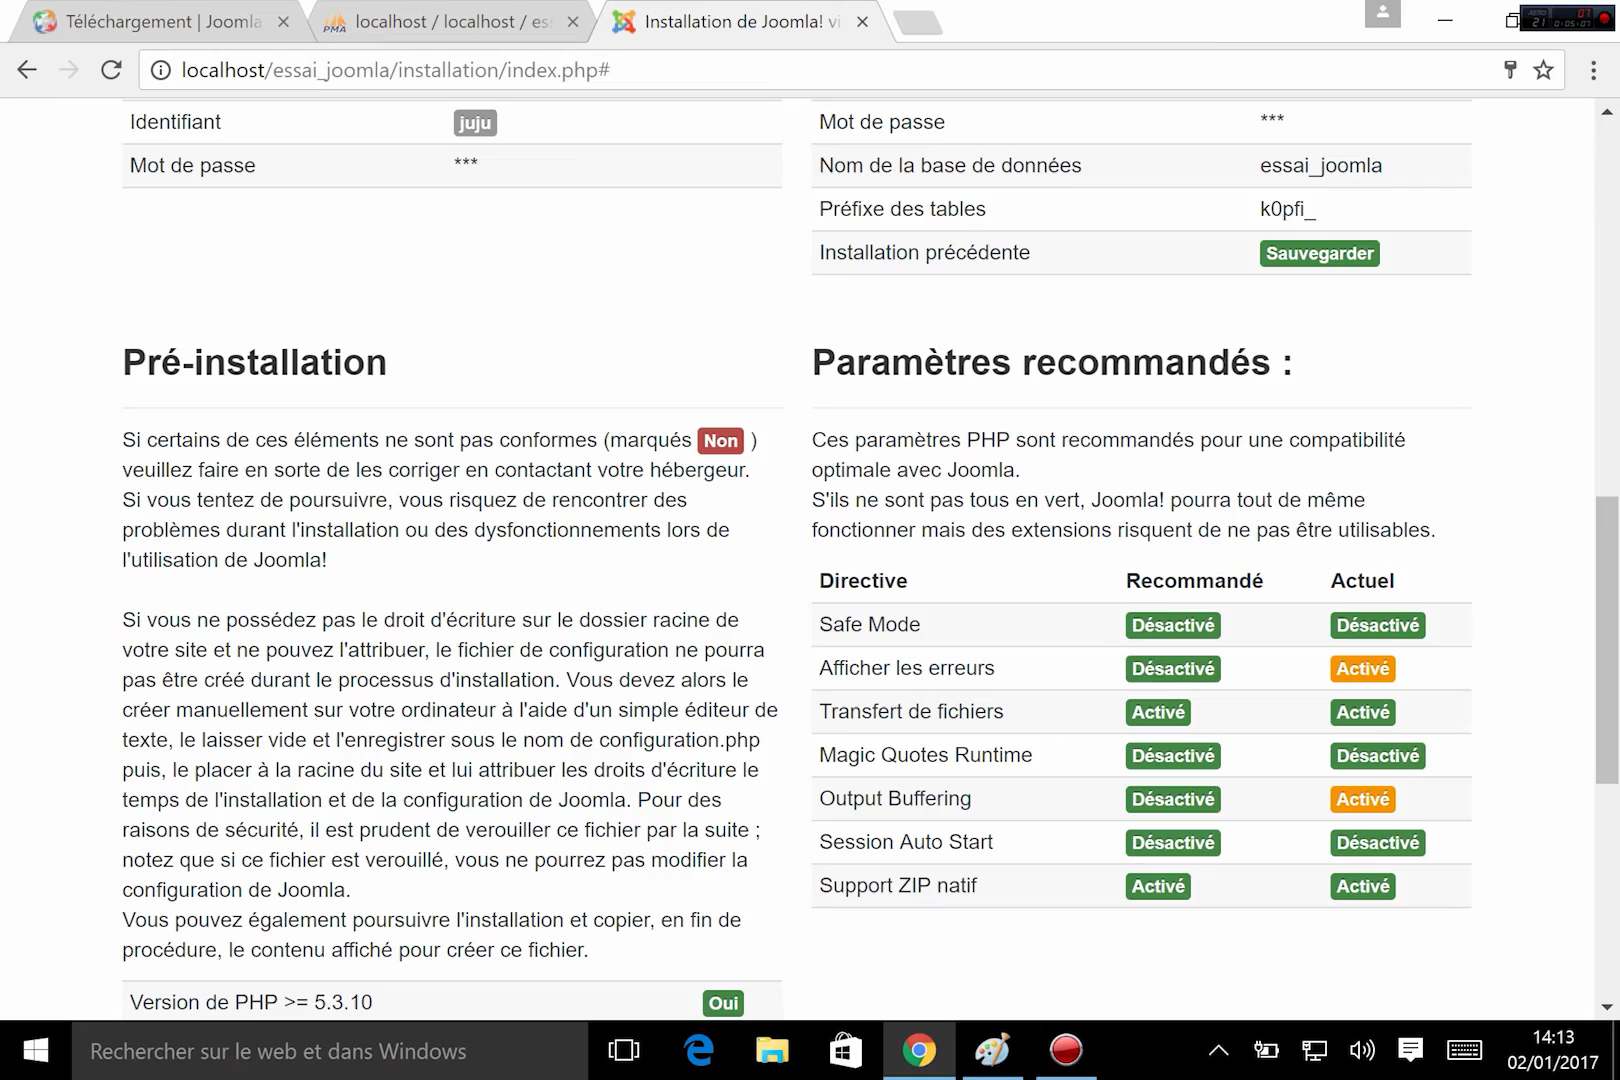 Téléchargement | Joomla
localhost / localhost / es
Installation de Joomla! vi
localhost/essai_joomla/installation/index.php#
Identifiant juju
Mot de passe ***
Mot de passe ***
Nom de la base de données essai_joomla
Préfixe des tables k0pfi_
Installation précédente Sauvegarder
Pré-installation
Si certains de ces éléments ne sont pas conformes (marqués Non )
veuillez faire en sorte de les corriger en contactant votre hébergeur.
Si vous tentez de poursuivre, vous risquez de rencontrer des
problèmes durant l'installation ou des dysfonctionnements lors de
l'utilisation de Joomla!
Si vous ne possédez pas le droit d'écriture sur le dossier racine de
votre site et ne pouvez l'attribuer, le fichier de configuration ne pourra
pas être créé durant le processus d'installation. Vous devez alors le
créer manuellement sur votre ordinateur à l'aide d'un simple éditeur de
texte, le laisser vide et l'enregistrer sous le nom de configuration.php
puis, le placer à la racine du site et lui attribuer les droits d'écriture le
temps de l'installation et de la configuration de Joomla. Pour des
raisons de sécurité, il est prudent de verouiller ce fichier par la suite ;
notez que si ce fichier est verouillé, vous ne pourrez pas modifier la
configuration de Joomla.
Vous pouvez également poursuivre l'installation et copier, en fin de
procédure, le contenu affiché pour créer ce fichier.
Version de PHP >= 5.3.10 Oui
Paramètres recommandés :
Ces paramètres PHP sont recommandés pour une compatibilité
optimale avec Joomla.
S'ils ne sont pas tous en vert, Joomla! pourra tout de même
fonctionner mais des extensions risquent de ne pas être utilisables.
Directive Recommandé Actuel
Safe Mode Désactivé Désactivé
Afficher les erreurs Désactivé Activé
Transfert de fichiers Activé Activé
Magic Quotes Runtime Désactivé Désactivé
Output Buffering Désactivé Activé
Session Auto Start Désactivé Désactivé
Support ZIP natif Activé Activé
Rechercher sur le web et dans Windows
14:13
02/01/2017